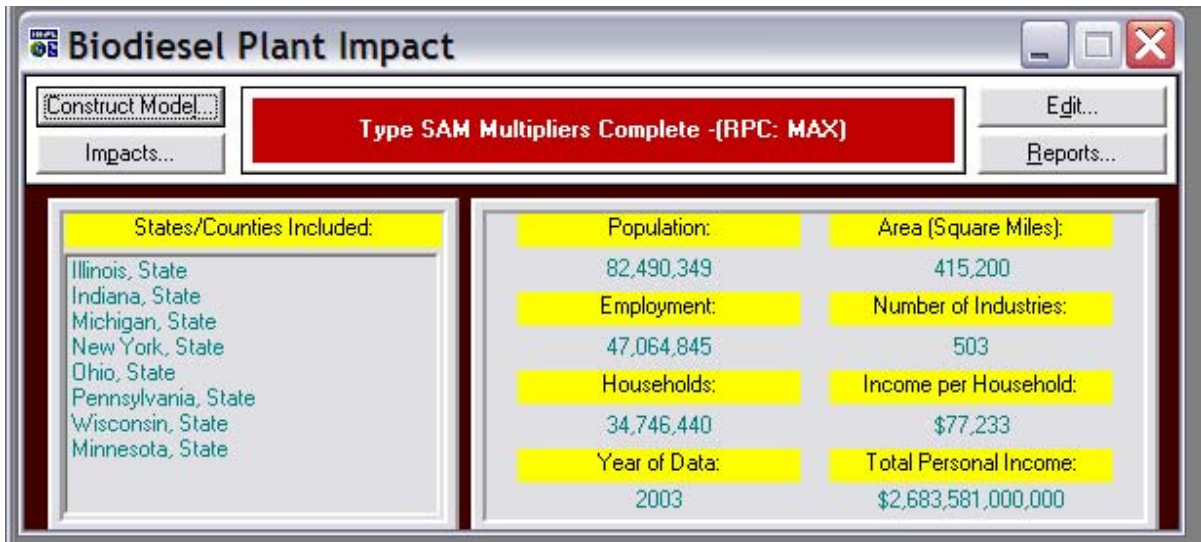 Biodiesel Plant Impact
Construct Model...
Impacts...
Type SAM Multipliers Complete -(RPC: MAX)
Edit...
Reports...
States/Counties Included:
Illinois, State
Indiana, State
Michigan, State
New York, State
Ohio, State
Pennsylvania, State
Wisconsin, State
Minnesota, State
Population:
82,490,349
Employment:
47,064,845
Households:
34,746,440
Year of Data:
2003
Area (Square Miles):
415,200
Number of Industries:
503
Income per Household:
$77,233
Total Personal Income:
$2,683,581,000,000